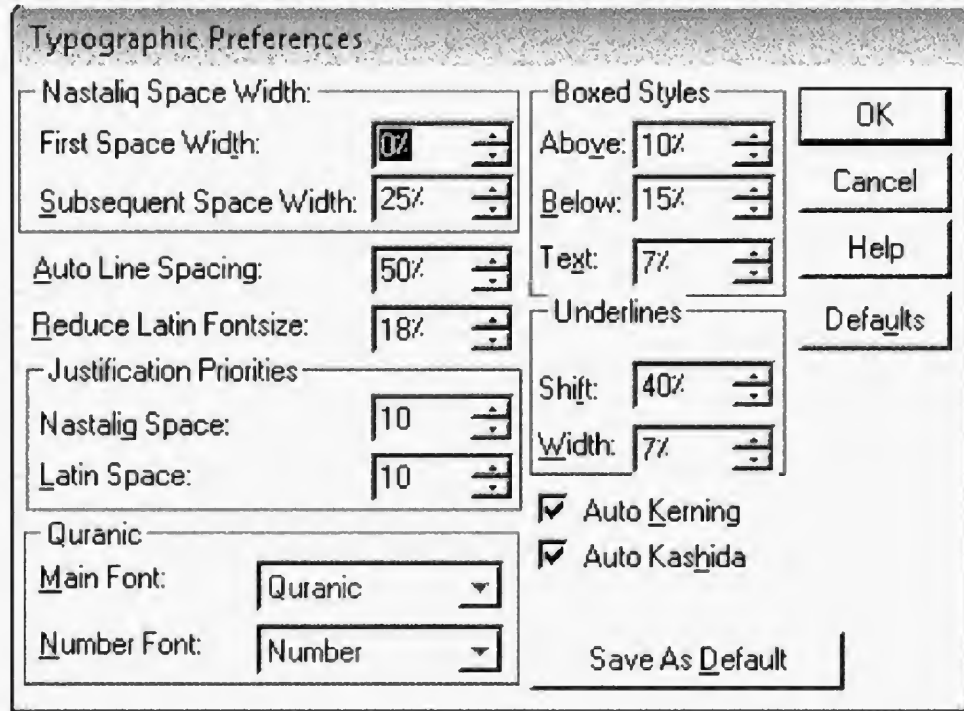 Typographic Preferences
Nastaliq Space Width:
First Space Width: 0%
Subsequent Space Width: 25%
Auto Line Spacing: 50%
Reduce Latin Fontsize: 18%
Justification Priorities
Nastalig Space: 10
Latin Space: 10
Quranic
Main Font: Quranic
Number Font: Number
Boxed Styles
Above: 10%
Below: 15%
Text: 7%
Underlines
Shift: 40%
Width: 7%
Auto Kerning
Auto Kashida
Save As Default
OK
Cancel
Help
Defaults